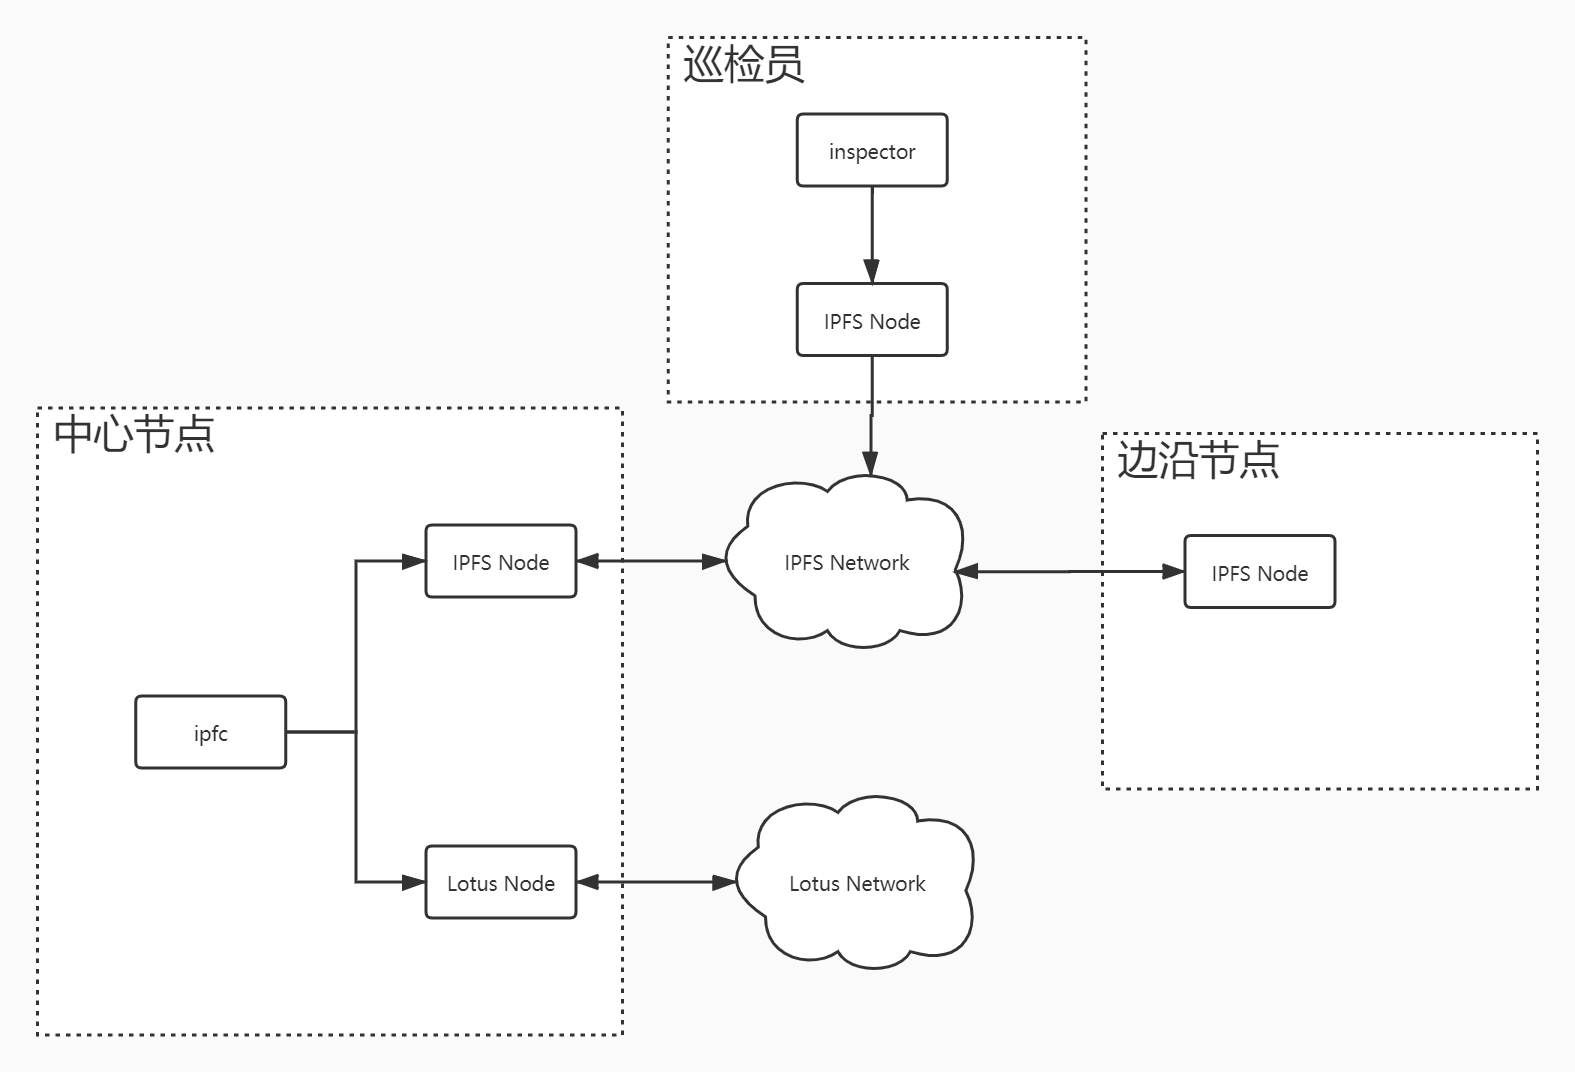 巡检员
inspector
IPFS Node
中心节点
边沿节点
IPFS Node
IPFS Network
IPFS Node
ipfc
Lotus Node
Lotus Network